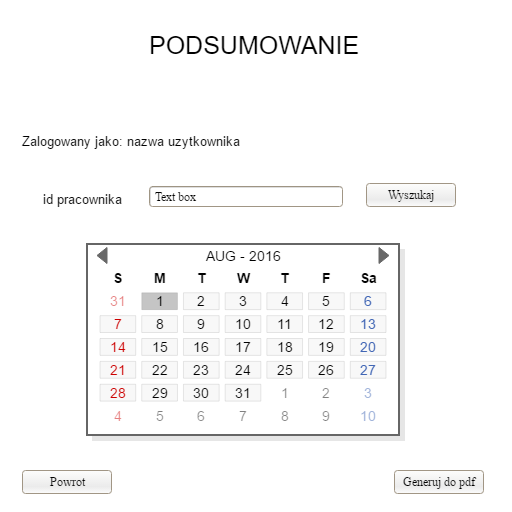 PODSUMOWANIE
Zalogowany jako: nazwa uzytkownika
id pracownika Text box Wyszukaj
AUG - 2016
S M T W T F Sa
31 1 2 3 4 5 6
7 8 9 10 11 12 13
14 15 16 17 18 19 20
21 22 23 24 25 26 27
28 29 30 31 1 2 3
4 5 6 7 8 9 10
Powrot Generuj do pdf